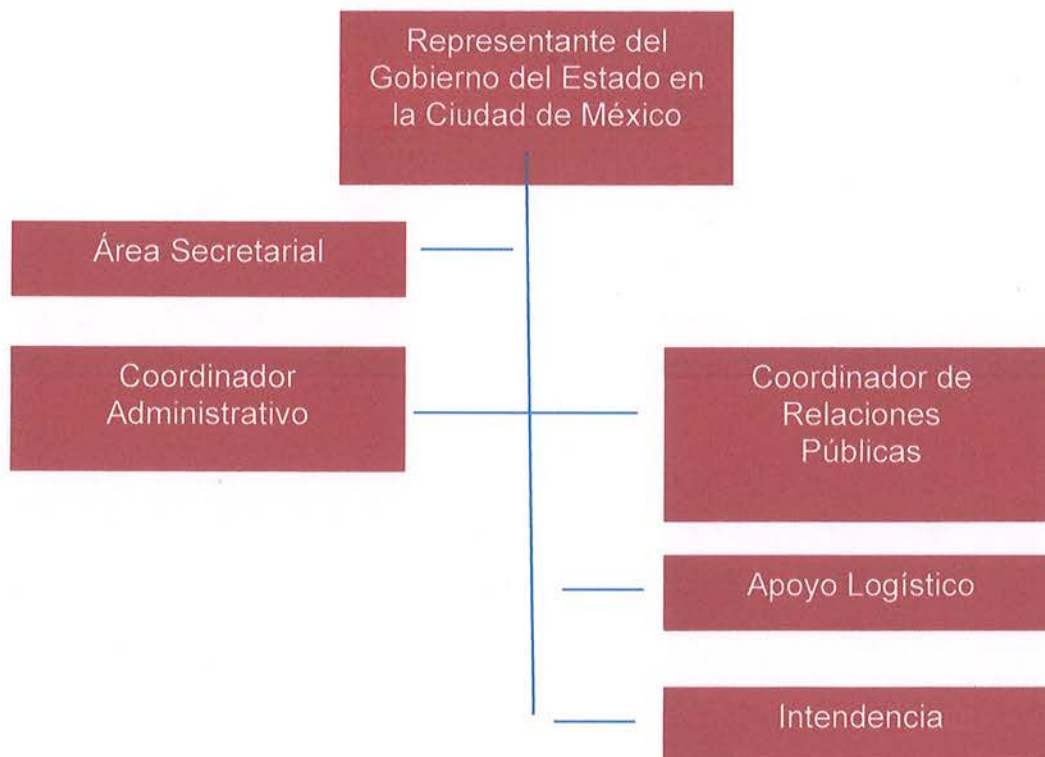 Representante del
Gobierno del Estado en
la Ciudad de México
Área Secretarial
Coordinador
Administrativo
Coordinador de
Relaciones
Públicas
Apoyo Logístico
Intendencia